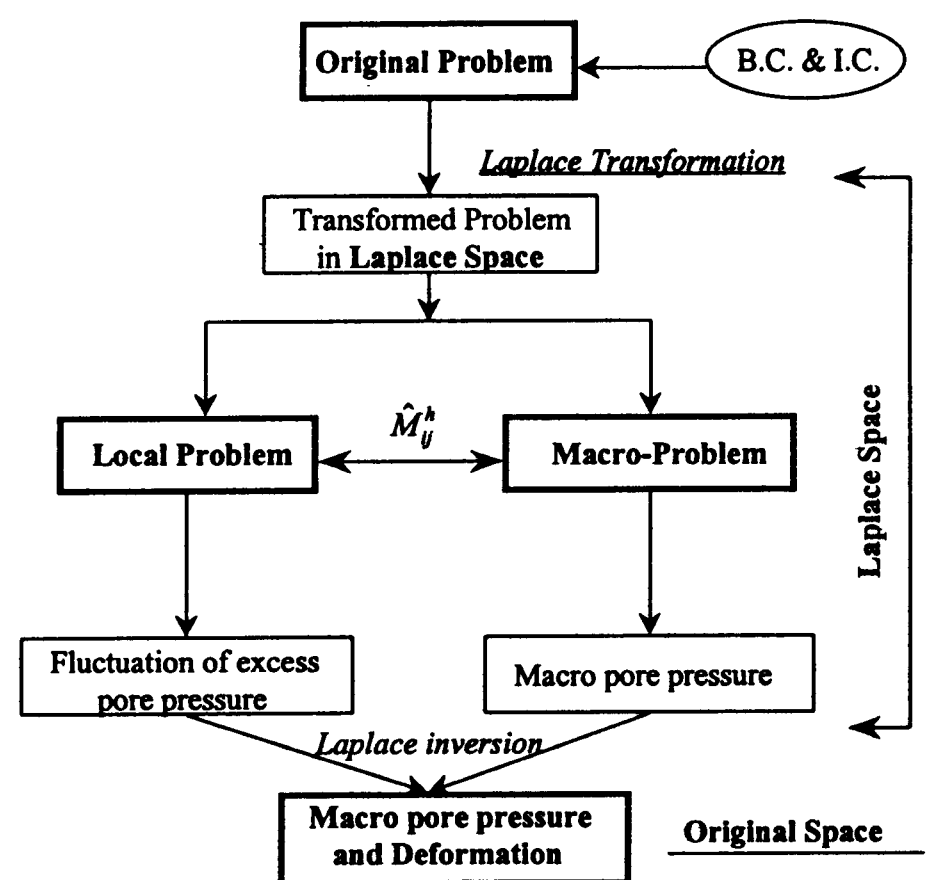 Original Problem
B.C. & I.C.
Laplace Transformation
Transformed Problem
in Laplace Space
M̂ʰᵢⱼ
Local Problem
Macro-Problem
Laplace Space
Fluctuation of excess
pore pressure
Macro pore pressure
Laplace inversion
Macro pore pressure
and Deformation
Original Space